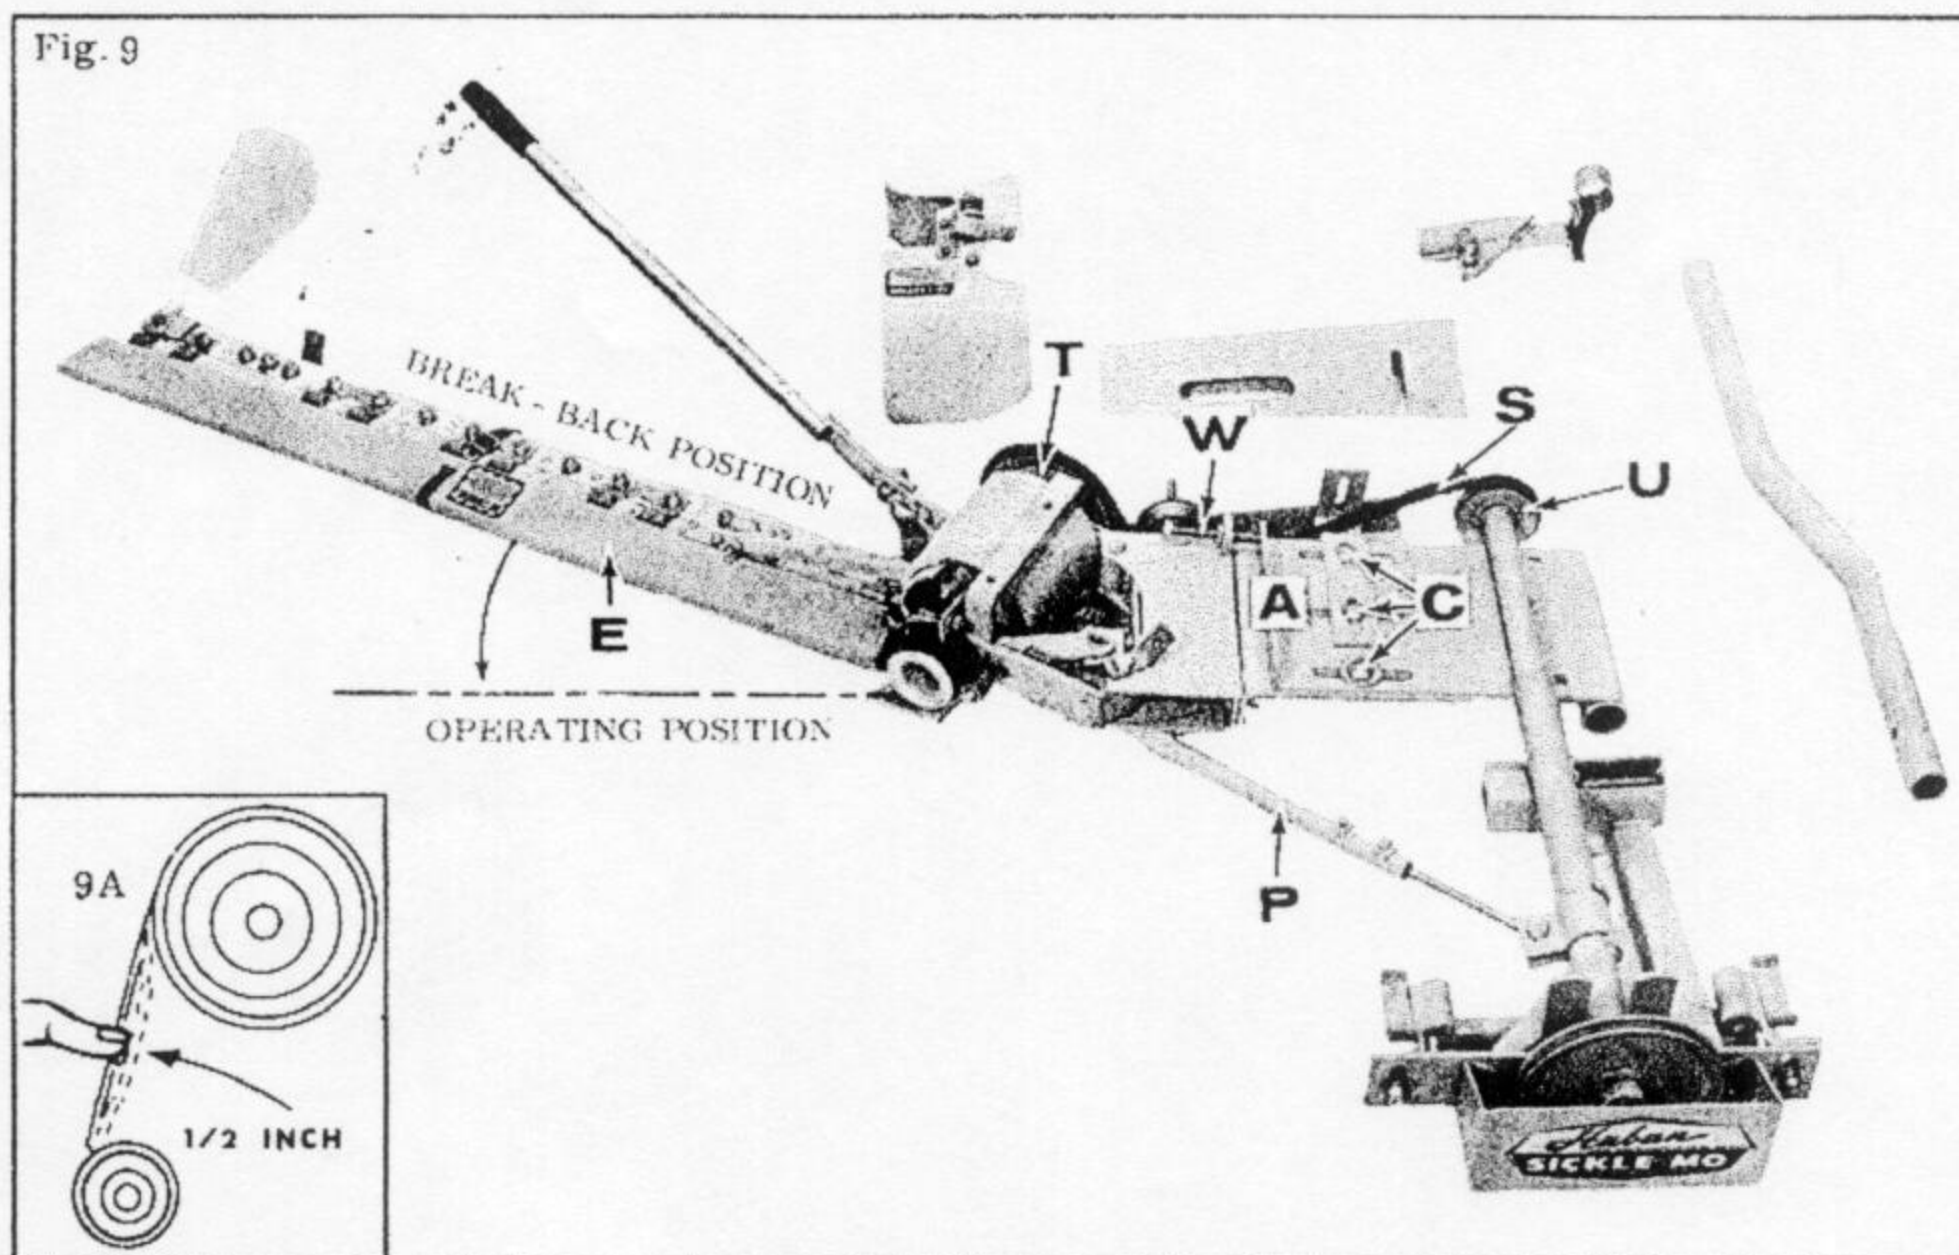 Fig. 9
BREAK - BACK POSITION
T
W
S
U
A
C
E
OPERATING POSITION
P
9A
1/2 INCH
SICKLE-MO